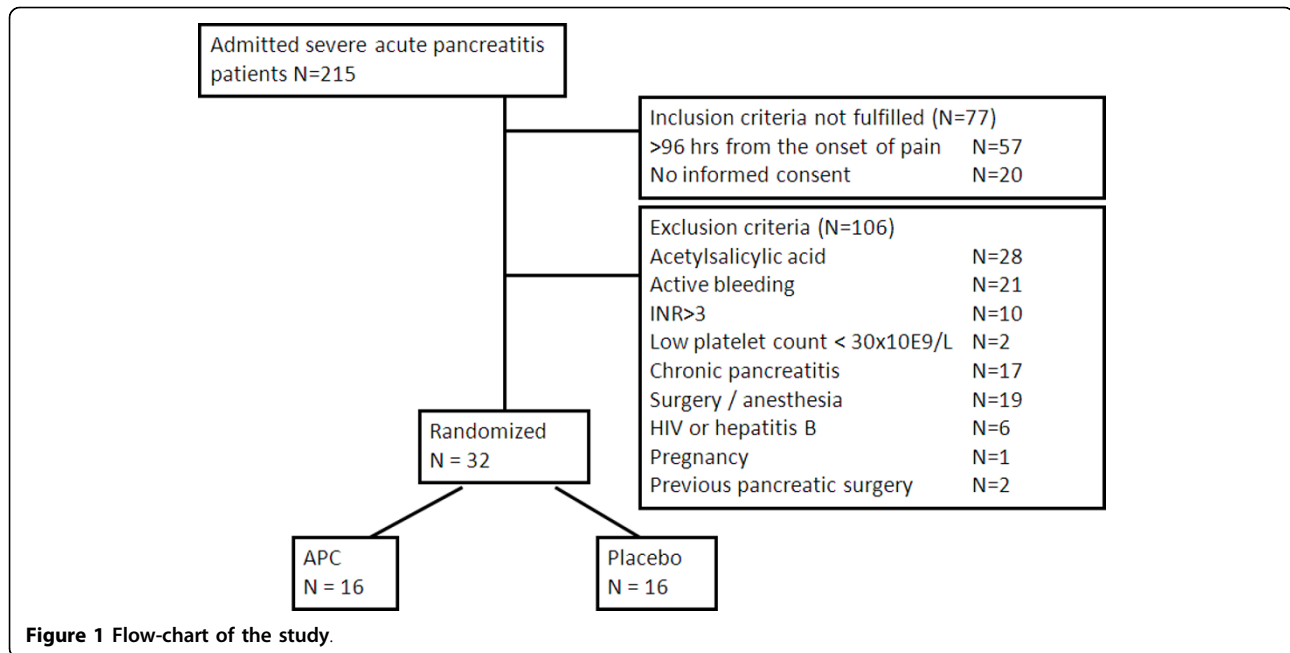 Admitted severe acute pancreatitis
patients N=215
Inclusion criteria not fulfilled (N=77)
>96 hrs from the onset of pain N=57
No informed consent N=20
Exclusion criteria (N=106)
Acetylsalicylic acid N=28
Active bleeding N=21
INR>3 N=10
Low platelet count < 30x10E9/L N=2
Chronic pancreatitis N=17
Surgery / anesthesia N=19
HIV or hepatitis B N=6
Pregnancy N=1
Previous pancreatic surgery N=2
Randomized
N = 32
APC
N = 16
Placebo
N = 16
Figure 1 Flow-chart of the study.